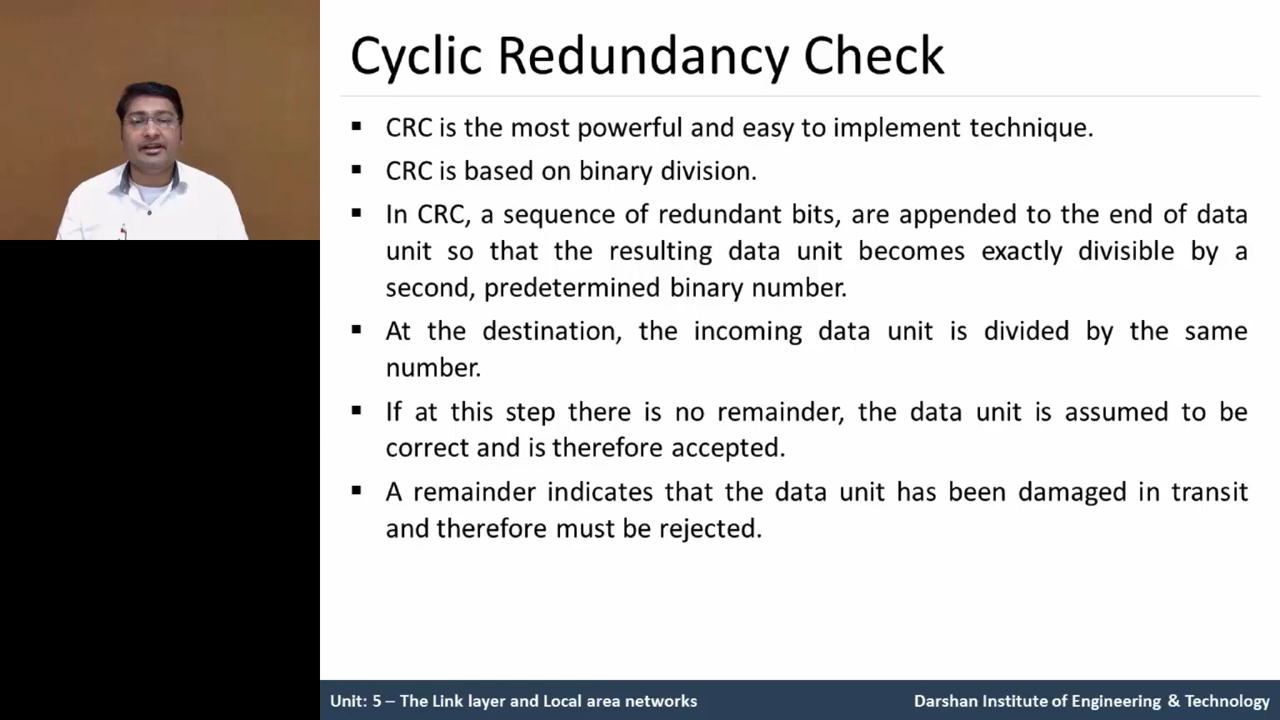 Cyclic Redundancy Check
▪ CRC is the most powerful and easy to implement technique.
▪ CRC is based on binary division.
▪ In CRC, a sequence of redundant bits, are appended to the end of data
unit so that the resulting data unit becomes exactly divisible by a
second, predetermined binary number.
▪ At the destination, the incoming data unit is divided by the same
number.
▪ If at this step there is no remainder, the data unit is assumed to be
correct and is therefore accepted.
▪ A remainder indicates that the data unit has been damaged in transit
and therefore must be rejected.
Unit: 5 – The Link layer and Local area networks
Darshan Institute of Engineering & Technology